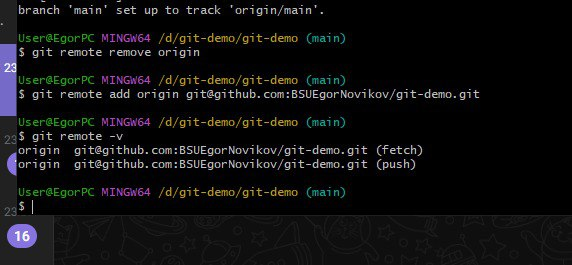 branch 'main' set up to track 'origin/main'.
User@EgorPC MINGW64 /d/git-demo/git-demo (main)
$ git remote remove origin
23
User@EgorPC MINGW64 /d/git-demo/git-demo (main)
$ git remote add origin git@github.com:BSUEgorNovikov/git-demo.git
User@EgorPC MINGW64 /d/git-demo/git-demo (main)
$ git remote -v
23
origin  git@github.com:BSUEgorNovikov/git-demo.git (fetch)
origin  git@github.com:BSUEgorNovikov/git-demo.git (push)
User@EgorPC MINGW64 /d/git-demo/git-demo (main)
$
23
16